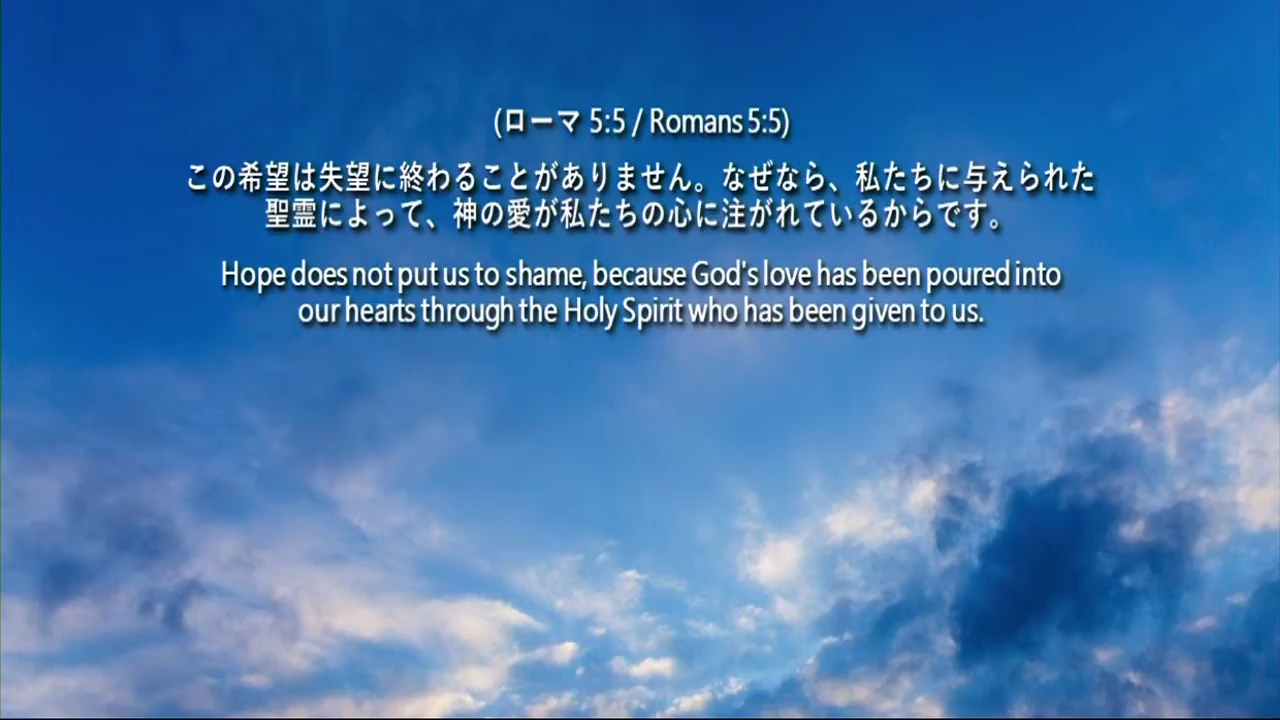 (ローマ 5:5 / Romans 5:5)
この希望は失望に終わることがありません。なぜなら、私たちに与えられた
聖霊によって、神の愛が私たちの心に注がれているからです。
Hope does not put us to shame, because God's love has been poured into
our hearts through the Holy Spirit who has been given to us.